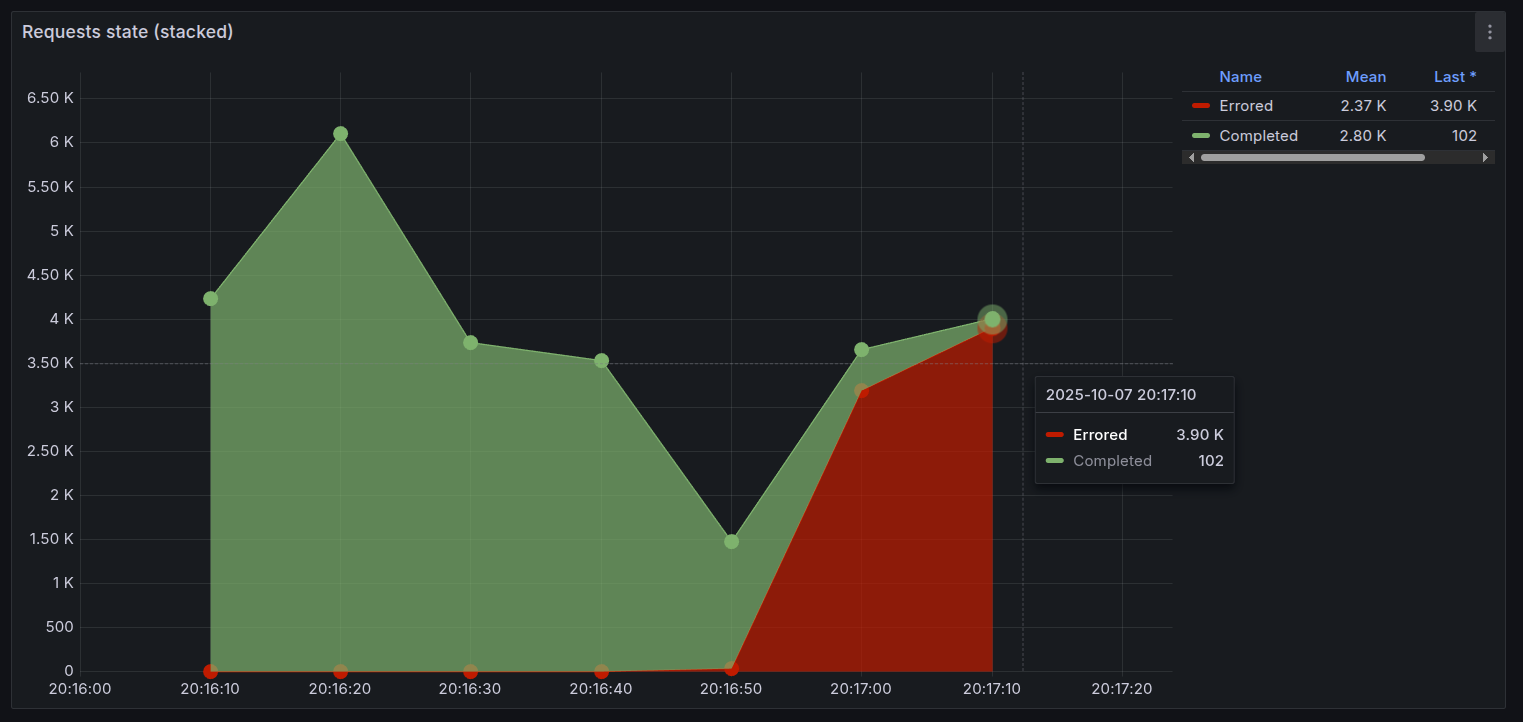 Requests state (stacked)
6.50 K
6 K
5.50 K
5 K
4.50 K
4 K
3.50 K
3 K
2.50 K
2 K
1.50 K
1 K
500
0
20:16:00 20:16:10 20:16:20 20:16:30 20:16:40 20:16:50 20:17:00 20:17:10 20:17:20
Name Mean Last *
Errored 2.37 K 3.90 K
Completed 2.80 K 102
2025-10-07 20:17:10
Errored 3.90 K
Completed 102